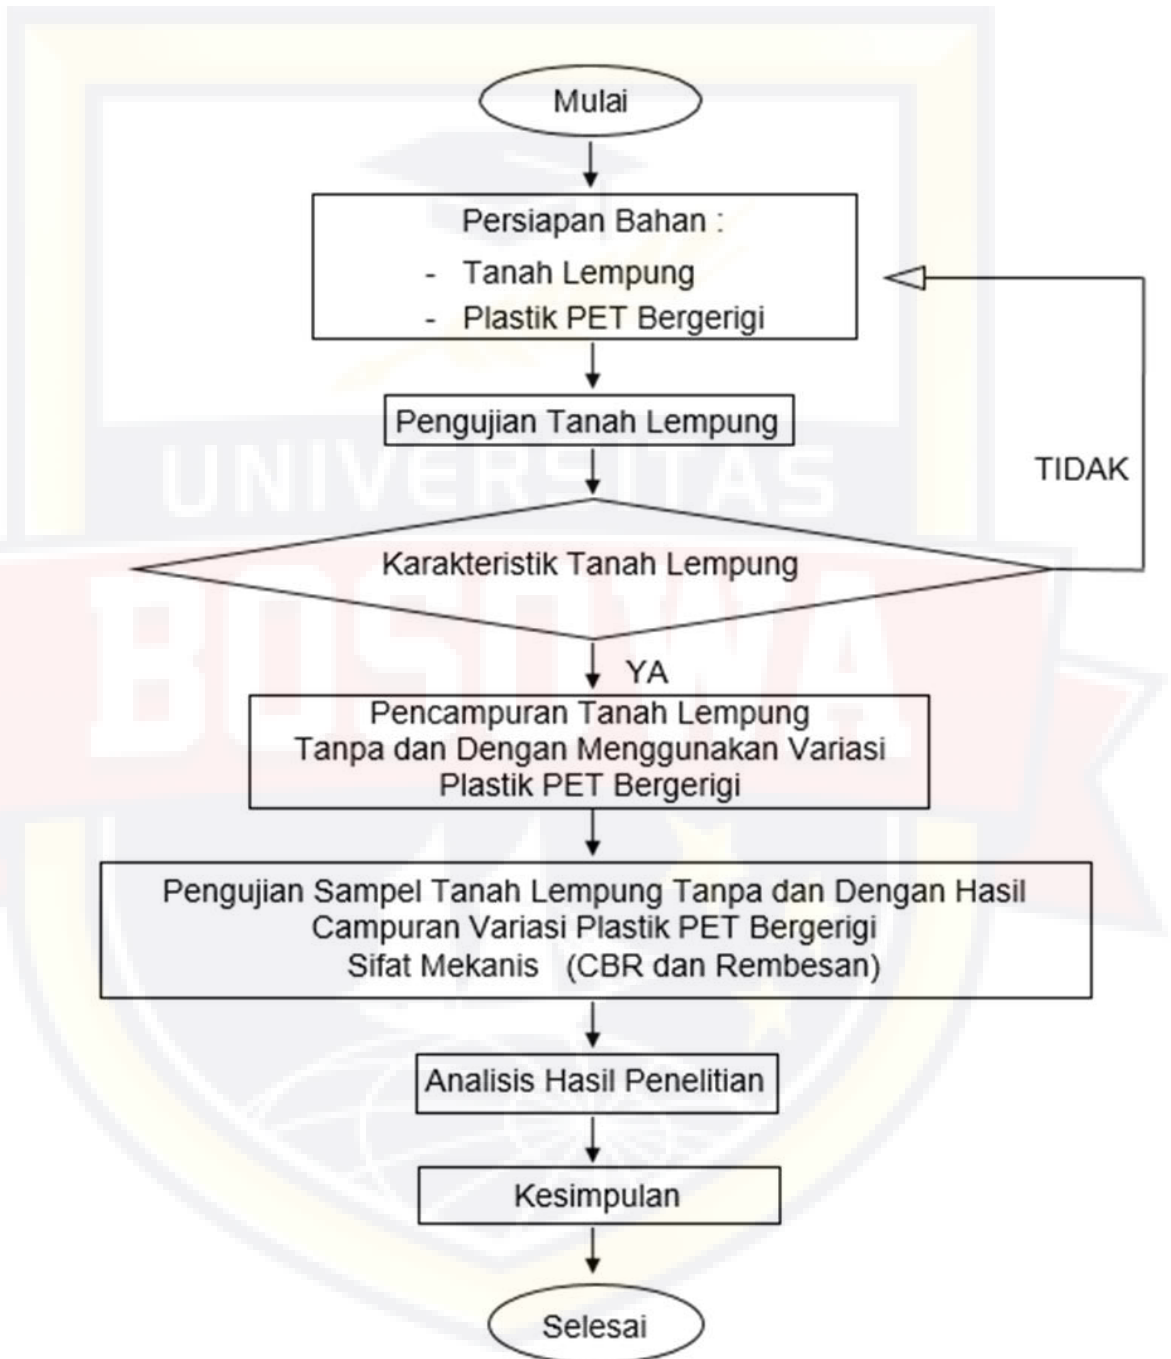 Mulai
Persiapan Bahan :
- Tanah Lempung
- Plastik PET Bergerigi
Pengujian Tanah Lempung
UNIVERSITAS
TIDAK
Karakteristik Tanah Lempung
BOSOWA
YA
Pencampuran Tanah Lempung
Tanpa dan Dengan Menggunakan Variasi
Plastik PET Bergerigi
Pengujian Sampel Tanah Lempung Tanpa dan Dengan Hasil
Campuran Variasi Plastik PET Bergerigi
Sifat Mekanis (CBR dan Rembesan)
Analisis Hasil Penelitian
Kesimpulan
Selesai